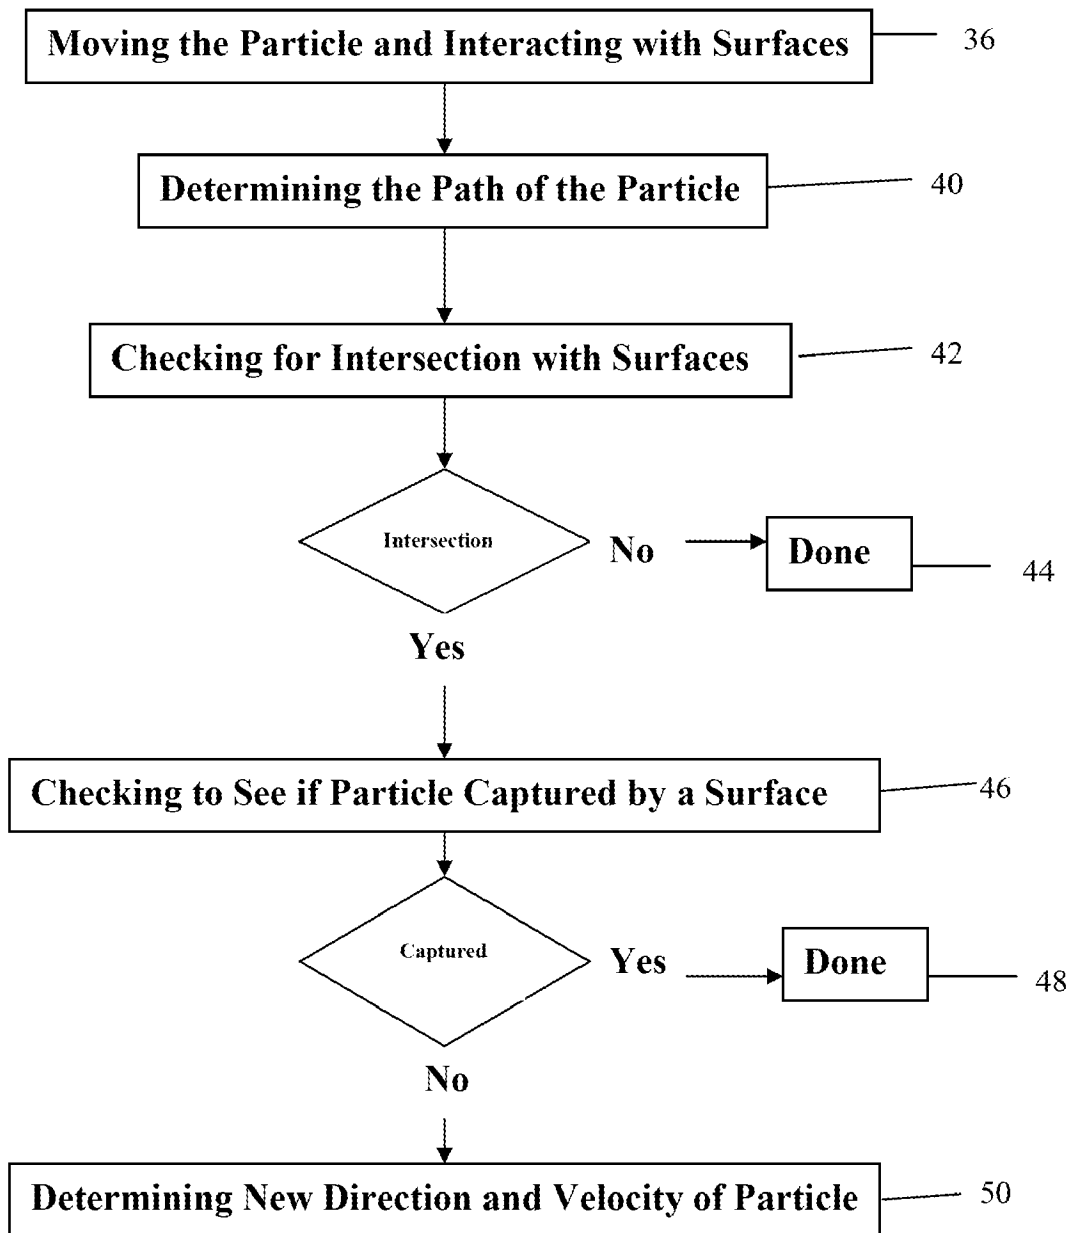 Moving the Particle and Interacting with Surfaces
36
Determining the Path of the Particle
40
Checking for Intersection with Surfaces
42
Intersection
No
Done
44
Yes
Checking to See if Particle Captured by a Surface
46
Captured
Yes
Done
48
No
Determining New Direction and Velocity of Particle
50